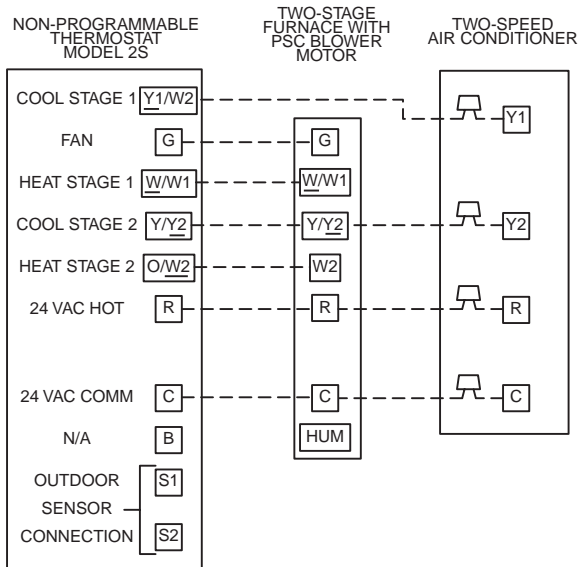 NON-PROGRAMMABLE
THERMOSTAT
MODEL 2S
TWO-STAGE
FURNACE WITH
PSC BLOWER
MOTOR
TWO-SPEED
AIR CONDITIONER
COOL STAGE 1 Y1/W2 Y1
FAN G G
HEAT STAGE 1 W/W1 W/W1
COOL STAGE 2 Y/Y2 Y/Y2 Y2
HEAT STAGE 2 O/W2 W2
24 VAC HOT R R R
24 VAC COMM C C C
N/A B HUM
OUTDOOR S1
SENSOR
CONNECTION S2